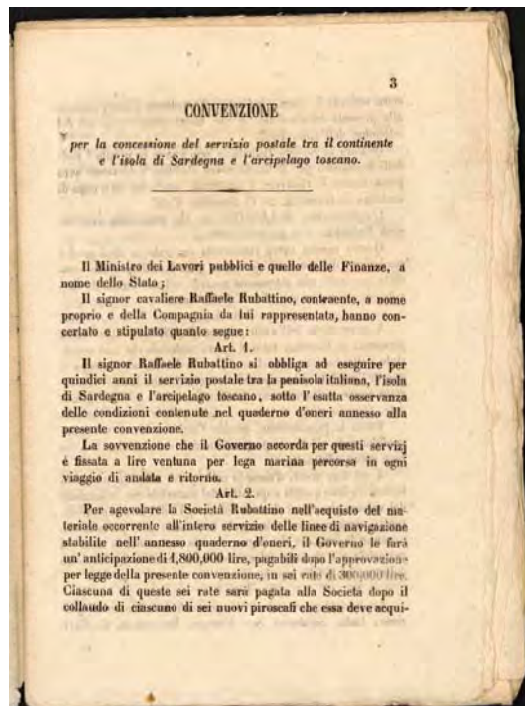 3
CONVENZIONE
per la concessione del servizio postale tra il continente
e l'isola di Sardegna e l'arcipelago toscano.
Il Ministro dei Lavori pubblici e quello delle Finanze, a
nome dello Stato;
Il signor cavaliere Raffaele Rubattino, contraente, a nome
proprio e della Compagnia da lui rappresentata, hanno con-
certato e stipulato quanto segue:
Art. 1.
Il signor Raffaele Rubattino si obbliga ad eseguire per
quindici anni il servizio postale tra la penisola italiana, l'isola
di Sardegna e l'arcipelago toscano, sotto l'esatta osservanza
delle condizioni contenute nel quaderno d'oneri annesso alla
presente convenzione.
La sovvenzione che il Governo accorda per questi servizj
è fissata a lire ventuna per lega marina percorsa in ogni
viaggio di andata e ritorno.
Art. 2.
Per agevolare la Società Rubattino nell'acquisto del ma-
teriale occorrente all'intero servizio delle linee di navigazione
stabilite nell' annesso quaderno d'oneri, il Governo le farà
un' anticipazione di 1,800,000 lire, pagabili dopo l'approvazione
per legge della presente convenzione, in sei rate di 300,000 lire.
Ciascuna di queste sei rate sarà pagata alla Società dopo il
collaudo di ciascuno di sei nuovi piroscafi che essa deve acqui-